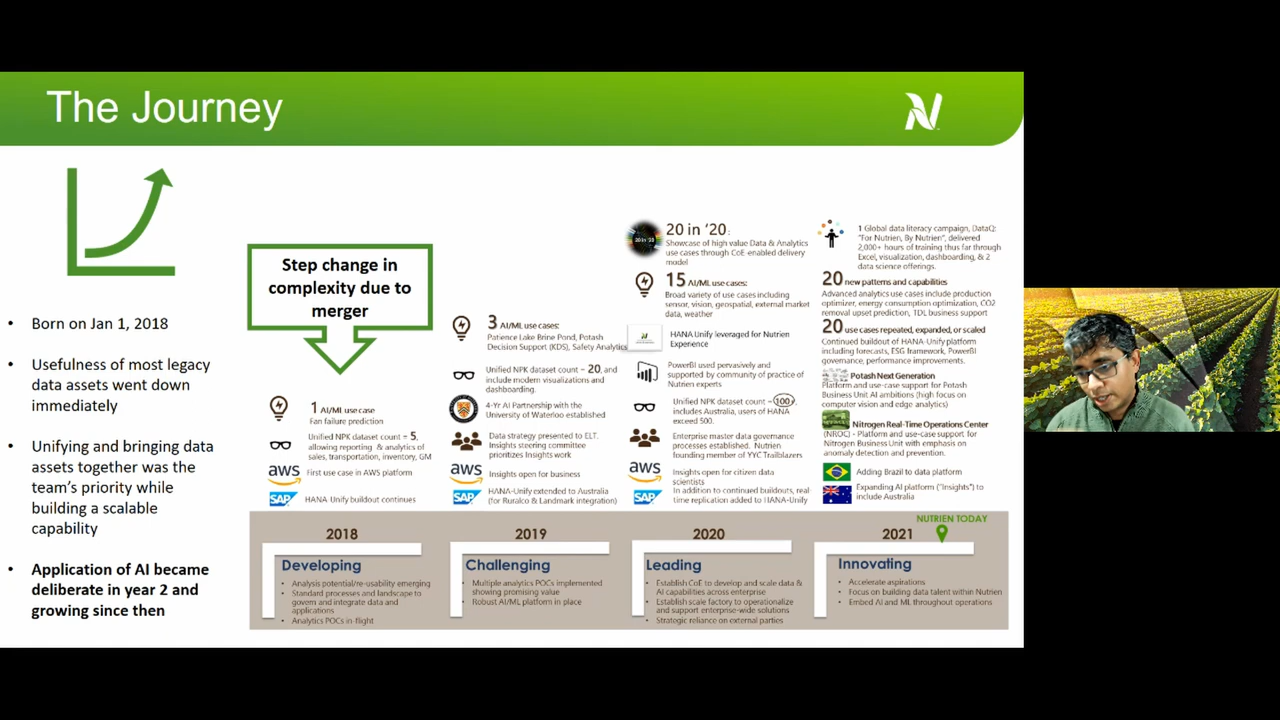 The Journey
Step change in
complexity due to
merger
• Born on Jan 1, 2018
• Usefulness of most legacy
data assets went down
immediately
• Unifying and bringing data
assets together was the
team's priority while
building a scalable
capability
• Application of AI became
deliberate in year 2 and
growing since then
1 AI/ML use case
Fan failure prediction
Unified NPK dataset count = 5,
allowing reporting & analytics of
sales, transportation, inventory, GM
aws
First use case in AWS platform
SAP
HANA-Unify buildout continues
3 AI/ML use cases:
Patience Lake Brine Pond, Potash
Decision Support (KDS), Safety Analytics
Unified NPK dataset count ~ 20, and
include modern visualizations and
dashboarding.
4-Yr AI Partnership with the
University of Waterloo established
Data strategy presented to ELT.
Insights steering committee
prioritizes Insights work
aws
Insights open for business
SAP
HANA-Unify extended to Australia
(for Ruralco & Landmark integration)
20 in '20
20 in '20:
Showcase of high value Data & Analytics
use cases through CoE-enabled delivery
model
15 AI/ML use cases:
Broad variety of use cases including
sensor, vision, geospatial, external market
data, weather
HANA Unify leveraged for Nutrien
Experience
PowerBI used pervasively and
supported by community of practice of
Nutrien experts
Unified NPK dataset count ~100+,
includes Australia, users of HANA
exceed 500.
Enterprise master data governance
processes established. Nutrien
founding member of YYC Trailblazers
aws
Insights open for citizen data
scientists
SAP
In addition to continued buildouts, real
time replication added to HANA-Unify
1 Global data literacy campaign, DataQ:
"For Nutrien, By Nutrien", delivered
2,000+ hours of training thus far through
Excel, visualization, dashboarding, & 2
data science offerings.
20 new patterns and capabilities
Advanced analytics use cases include production
optimizer, energy consumption optimization, CO2
removal upset prediction, TDL business support
20 use cases repeated, expanded, or scaled
Continued buildout of HANA-Unify platform
including forecasts, ESG framework, PowerBI
governance, performance improvements.
Potash Next Generation
Platform and use-case support for Potash
Business Unit AI ambitions (high focus on
computer vision and edge analytics)
Nitrogen Real-Time Operations Center
(NROC) - Platform and use-case support for
Nitrogen Business Unit with emphasis on
anomaly detection and prevention.
Adding Brazil to data platform
Expanding AI platform ("Insights") to
include Australia
NUTRIEN TODAY
2018
Developing
• Analysis potential/re-usability emerging
• Standard processes and landscape to
govern and integrate data and
applications
• Analytics POCs in-flight
2019
Challenging
• Multiple analytics POCs implemented
showing promising value
• Robust AI/ML platform in place
2020
Leading
• Establish CoE to develop and scale data &
AI capabilities across enterprise
• Establish scale factory to operationalize
and support enterprise-wide solutions
• Strategic reliance on external parties
2021
Innovating
• Accelerate aspirations
• Focus on building data talent within Nutrien
• Embed AI and ML throughout operations